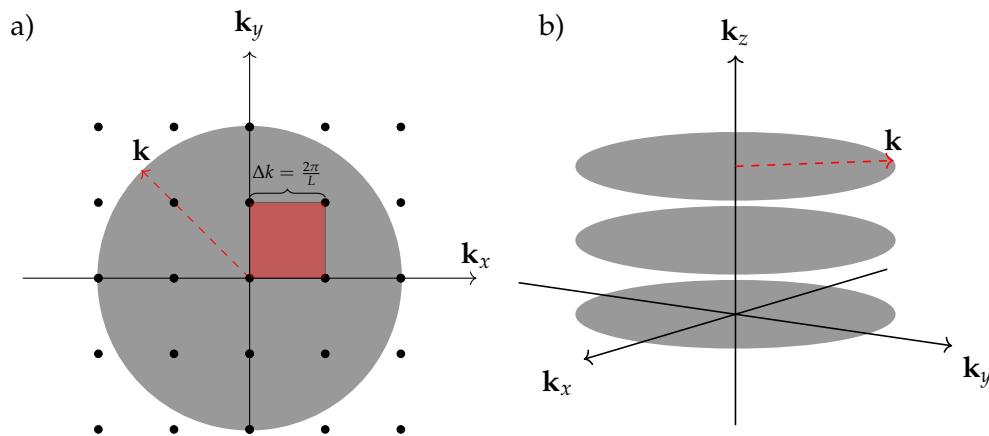 a)
𝐤_y
𝐤
Δk = 2π/L
𝐤_x
b)
𝐤_z
𝐤
𝐤_x
𝐤_y